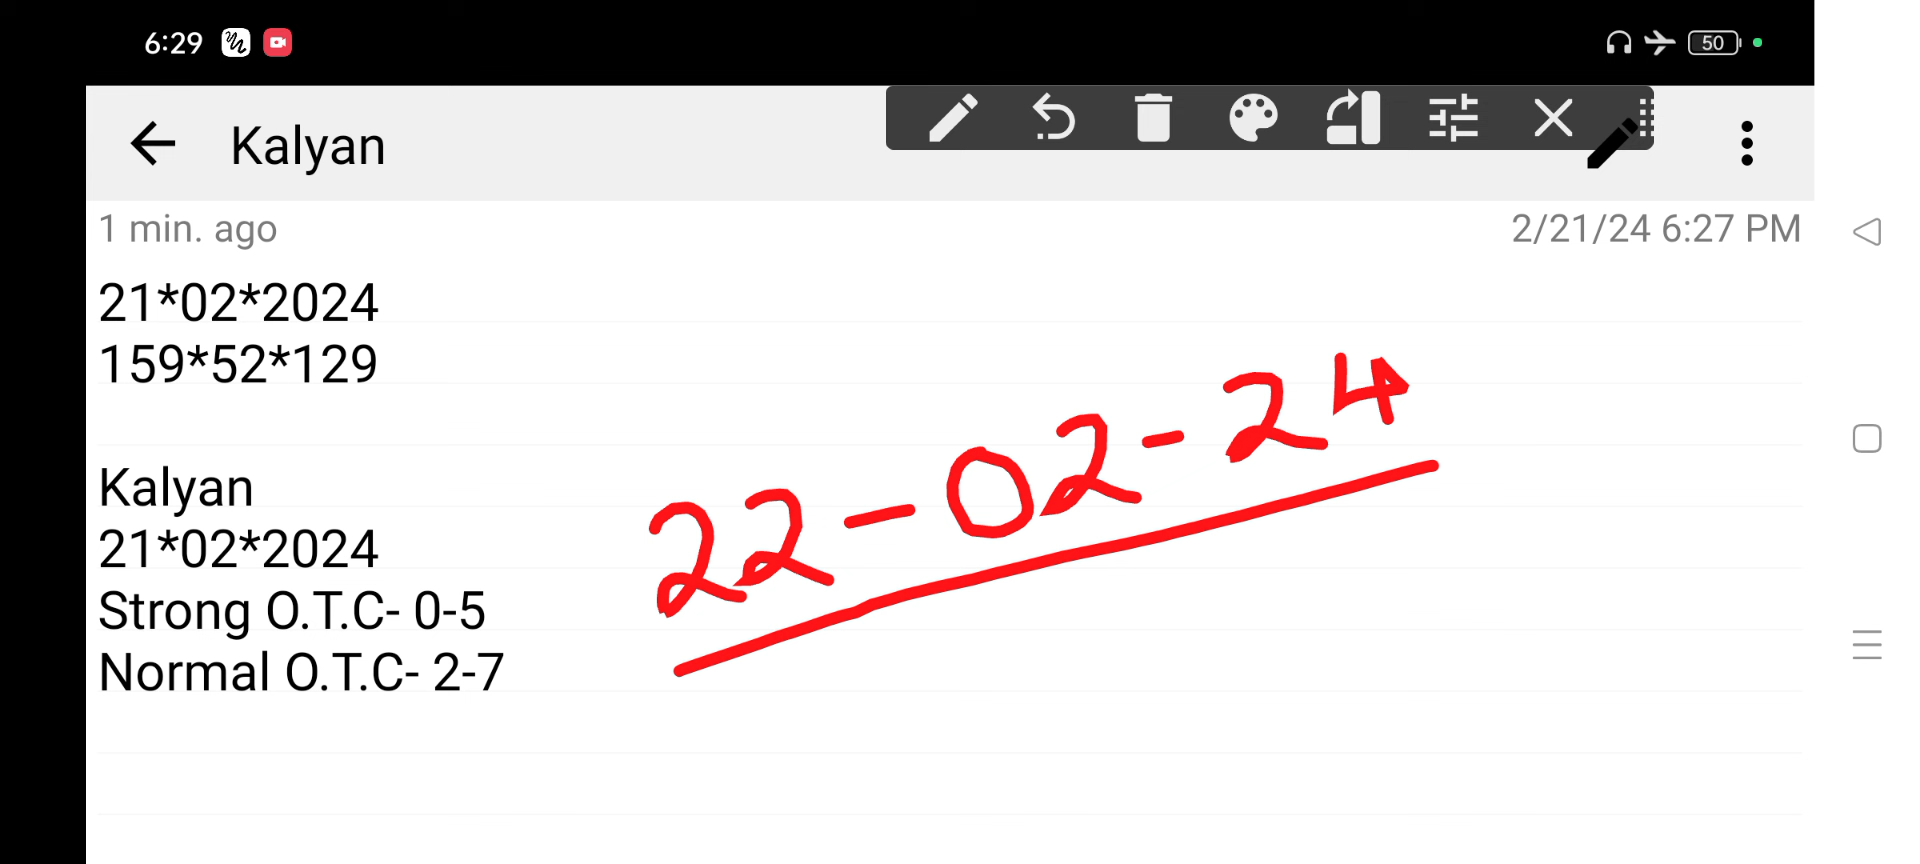 6:29
50
Kalyan
1 min. ago
2/21/24 6:27 PM
21*02*2024
159*52*129
22-02-24
Kalyan
21*02*2024
Strong O.T.C- 0-5
Normal O.T.C- 2-7